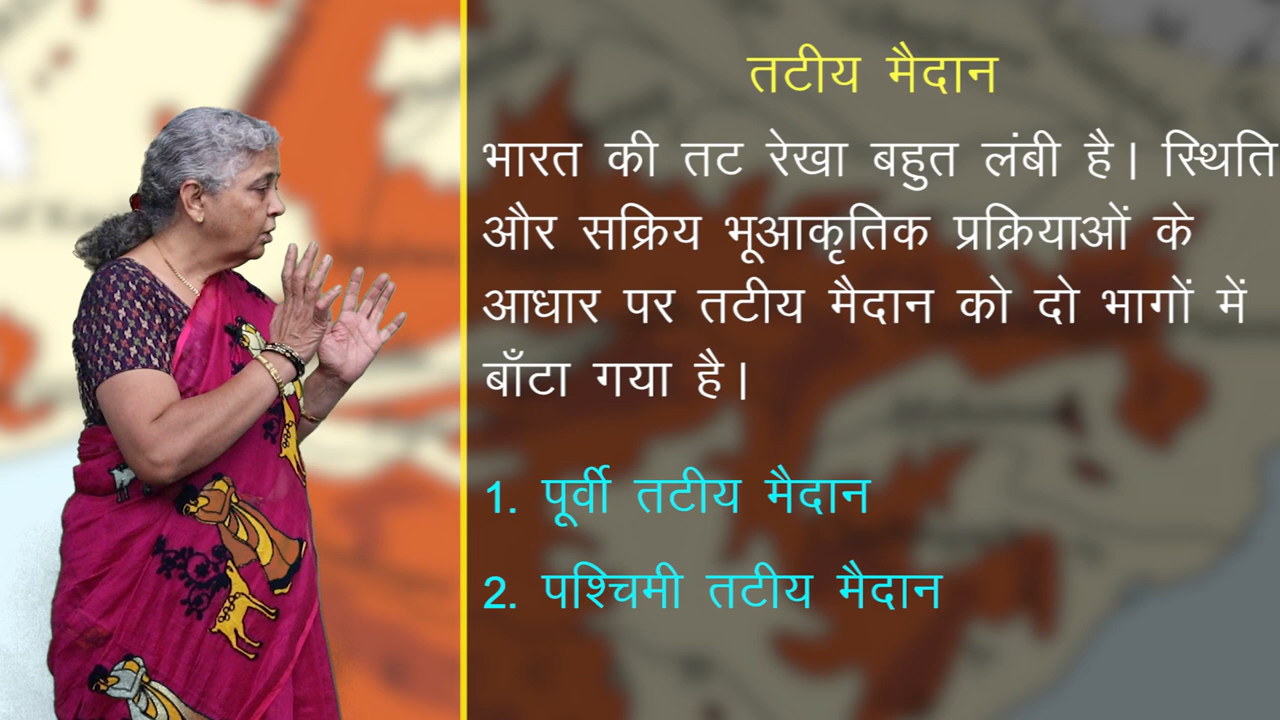 तटीय मैदान
भारत की तट रेखा बहुत लंबी है। स्थिति
और सक्रिय भूआकृतिक प्रक्रियाओं के
आधार पर तटीय मैदान को दो भागों में
बाँटा गया है।
1. पूर्वी तटीय मैदान
2. पश्चिमी तटीय मैदान